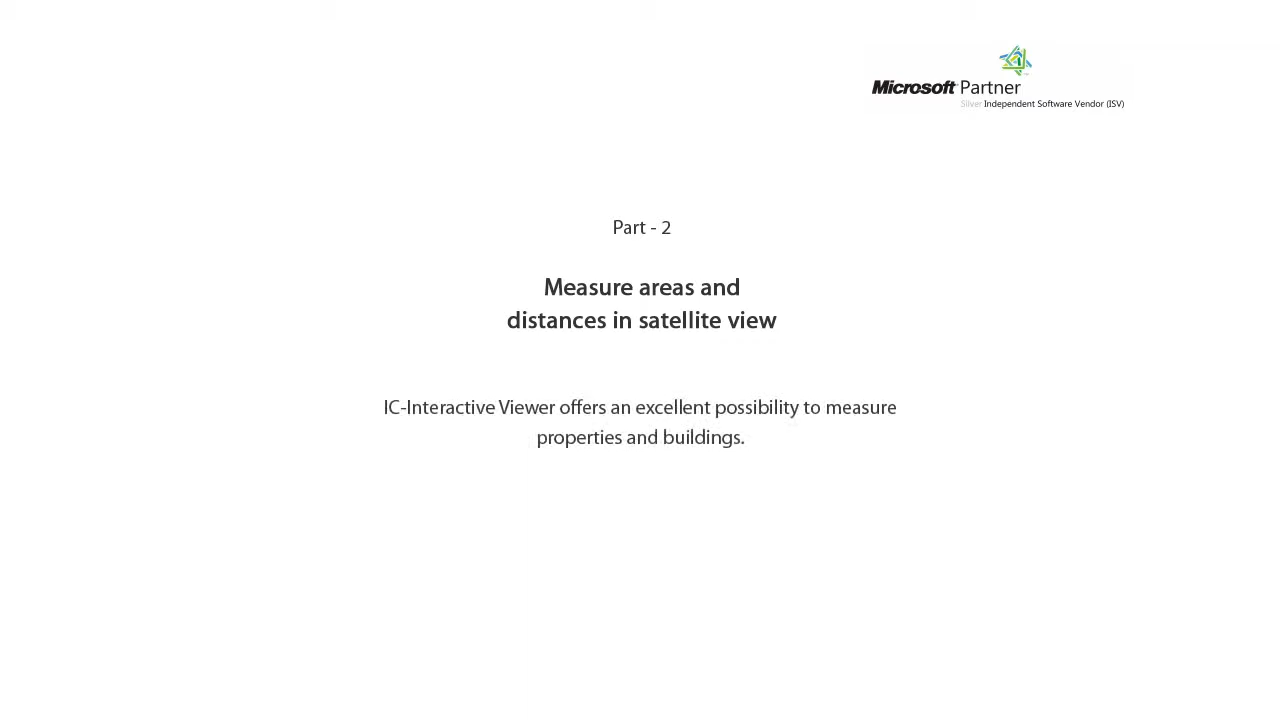 Microsoft Partner
Silver Independent Software Vendor (ISV)
Part - 2
Measure areas and
distances in satellite view
IC-Interactive Viewer offers an excellent possibility to measure
properties and buildings.